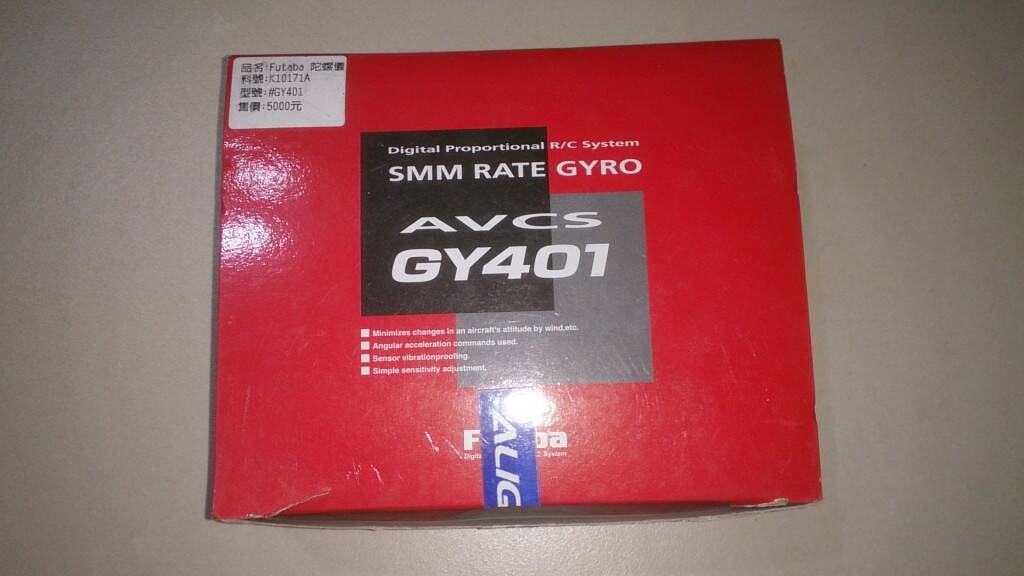 品名:Futaba 陀螺儀
料號:K10171A
型號:#GY401
售價:5000元
Digital Proportional R/C System
SMM RATE GYRO
AVCS
GY401
Minimizes changes in an aircraft's attitude by wind,etc.
Angular acceleration commands used.
Sensor vibrationproofing.
Simple sensitivity adjustment.
ALIG
System